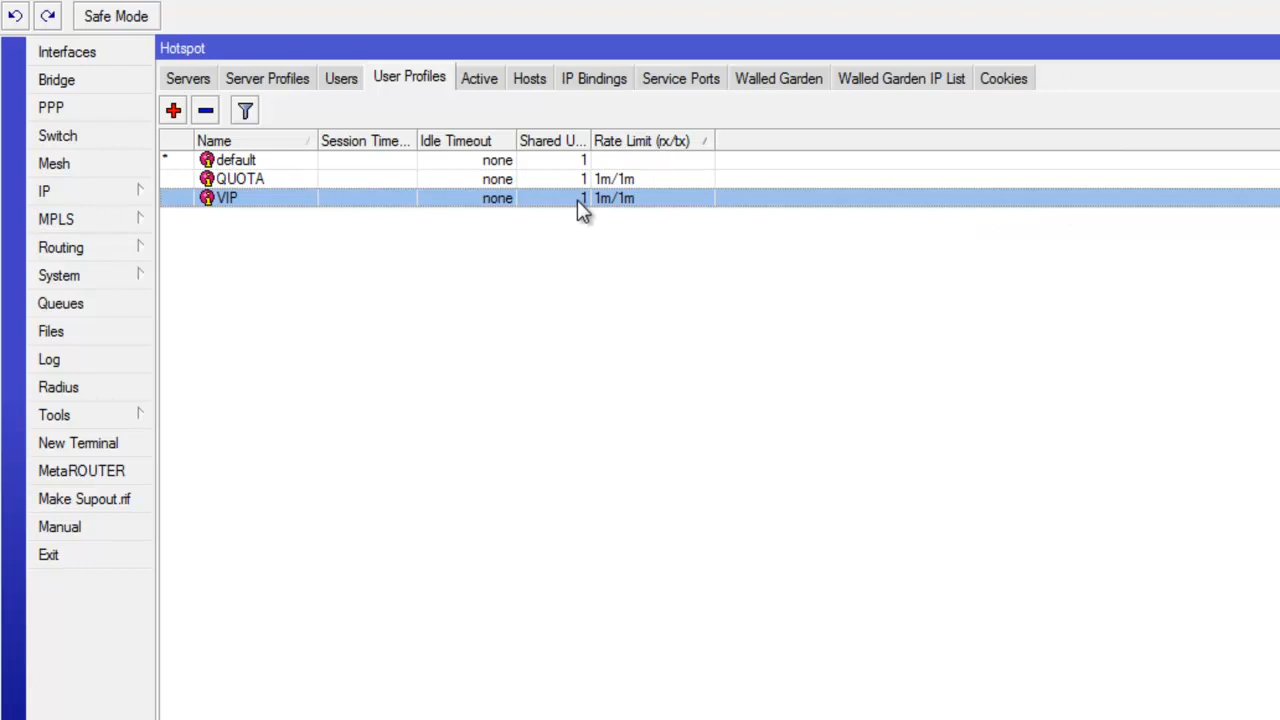 Safe Mode
Interfaces
Bridge
PPP
Switch
Mesh
IP
MPLS
Routing
System
Queues
Files
Log
Radius
Tools
New Terminal
MetaROUTER
Make Supout.rif
Manual
Exit
Hotspot
Servers Server Profiles Users User Profiles Active Hosts IP Bindings Service Ports Walled Garden Walled Garden IP List Cookies
Name Session Time... Idle Timeout Shared U... Rate Limit (rx/tx)
* default none 1
QUOTA none 1 1m/1m
VIP none 1 1m/1m